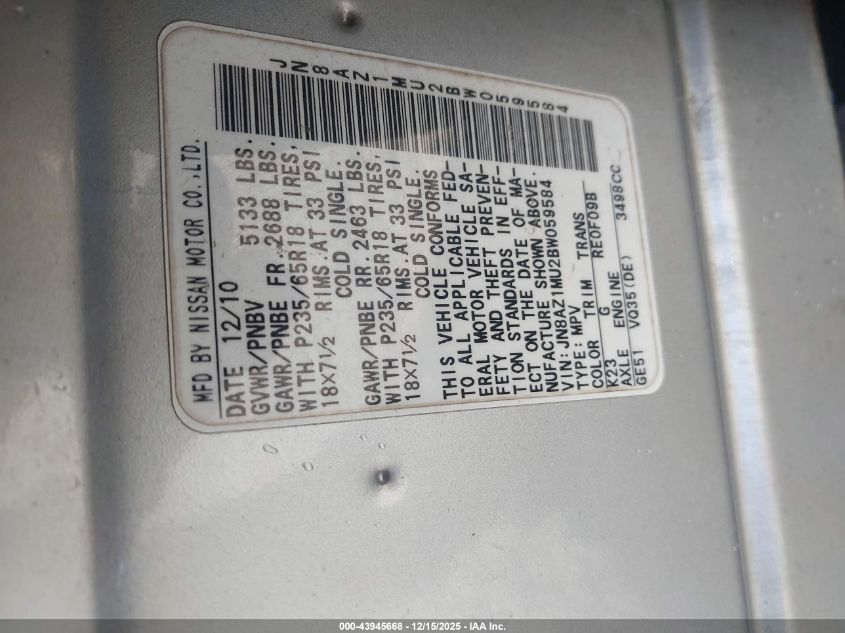 JN8AZ1MU2BW059584
MFD BY NISSAN MOTOR CO.,LTD.
DATE 12/10
GVWR/PNBV 5133 LBS.
GAWR/PNBE FR.2688 LBS.
WITH P235/65R18 TIRES,
18×7½ RIMS.AT 33 PSI
COLD SINGLE.
GAWR/PNBE RR.2463 LBS.
WITH P235/65R18 TIRES,
18×7½ RIMS.AT 33 PSI
COLD SINGLE.
THIS VEHICLE CONFORMS
TO ALL APPLICABLE FED-
ERAL MOTOR VEHICLE SA-
FETY AND THEFT PREVEN-
TION STANDARDS IN EFF-
ECT ON THE DATE OF MA-
NUFACTURE SHOWN ABOVE.
VIN:JN8AZ1MU2BW059584
TYPE: MPV
COLOR TRIM TRANS
K23 G RE0F09B
AXLE ENGINE
GE51 VQ35(DE) 3498CC
000-43945668 - 12/15/2025 - IAA Inc.